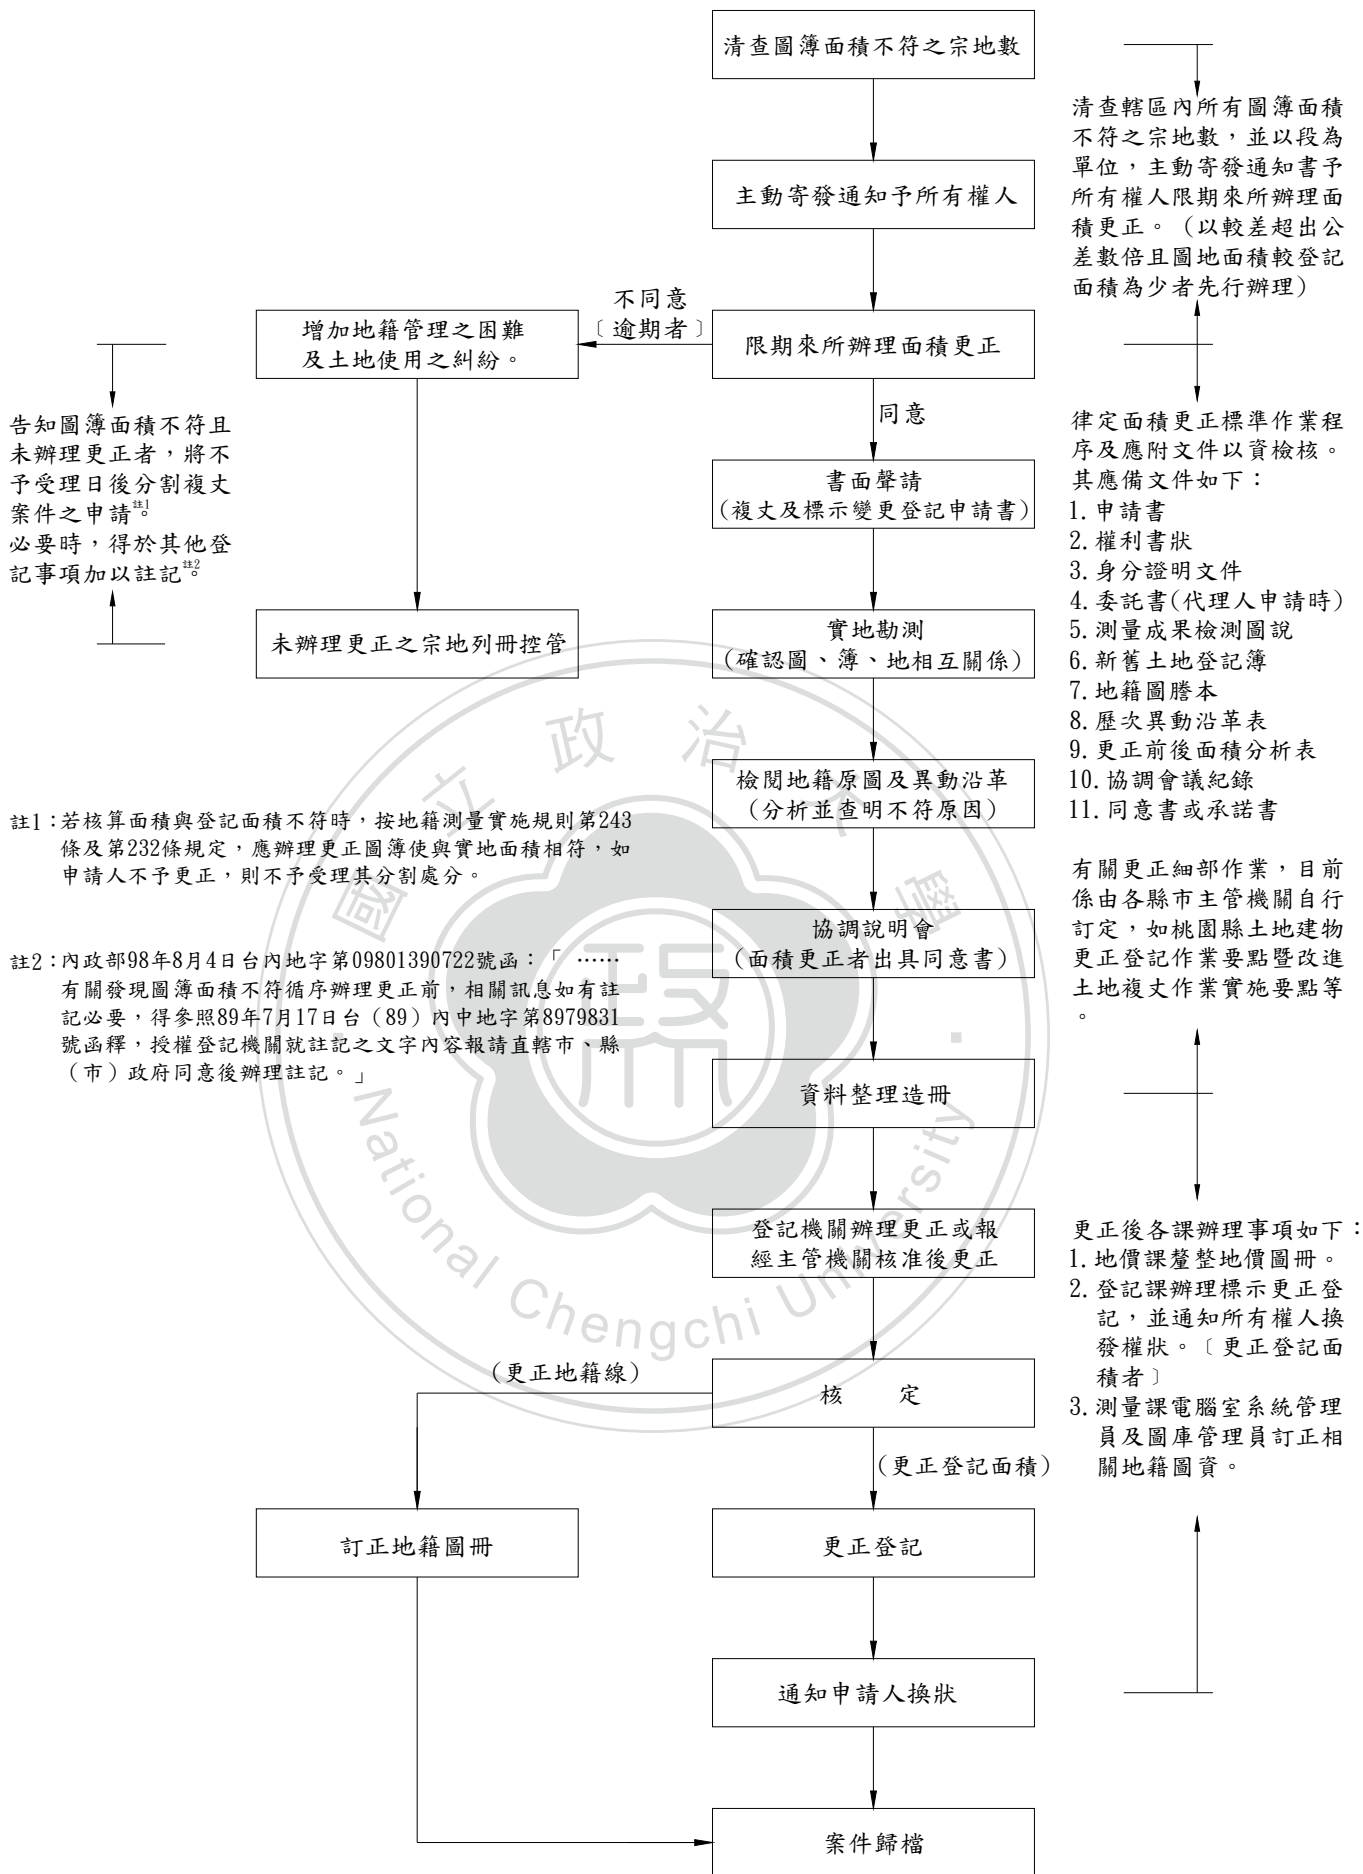 清查圖簿面積不符之宗地數
主動寄發通知予所有權人
限期來所辦理面積更正
不同意
〔逾期者〕
增加地籍管理之困難
及土地使用之糾紛。
未辦理更正之宗地列冊控管
告知圖簿面積不符且
未辦理更正者，將不
予受理日後分割複丈
案件之申請註1。
必要時，得於其他登
記事項加以註記註2。
同意
書面聲請
(複丈及標示變更登記申請書)
實地勘測
(確認圖、簿、地相互關係)
檢閱地籍原圖及異動沿革
(分析並查明不符原因)
協調說明會
(面積更正者出具同意書)
資料整理造冊
登記機關辦理更正或報
經主管機關核准後更正
核　　定
(更正地籍線)
(更正登記面積)
訂正地籍圖冊
更正登記
通知申請人換狀
案件歸檔
清查轄區內所有圖簿面積
不符之宗地數，並以段為
單位，主動寄發通知書予
所有權人限期來所辦理面
積更正。（以較差超出公
差數倍且圖地面積較登記
面積為少者先行辦理）
律定面積更正標準作業程
序及應附文件以資檢核。
其應備文件如下：
1.申請書
2.權利書狀
3.身分證明文件
4.委託書(代理人申請時)
5.測量成果檢測圖說
6.新舊土地登記簿
7.地籍圖謄本
8.歷次異動沿革表
9.更正前後面積分析表
10.協調會議紀錄
11.同意書或承諾書
有關更正細部作業，目前
係由各縣市主管機關自行
訂定，如桃園縣土地建物
更正登記作業要點暨改進
土地複丈作業實施要點等
。
更正後各課辦理事項如下：
1.地價課釐整地價圖冊。
2.登記課辦理標示更正登
記，並通知所有權人換
發權狀。〔更正登記面
積者〕
3.測量課電腦室系統管理
員及圖庫管理員訂正相
關地籍圖資。
註1：若核算面積與登記面積不符時，按地籍測量實施規則第243
條及第232條規定，應辦理更正圖簿使與實地面積相符，如
申請人不予更正，則不予受理其分割處分。
註2：內政部98年8月4日台內地字第09801390722號函：「……
有關發現圖簿面積不符循序辦理更正前，相關訊息如有註
記必要，得參照89年7月17日台（89）內中地字第8979831
號函釋，授權登記機關就註記之文字內容報請直轄市、縣
（市）政府同意後辦理註記。」
國立政治大學
National Chengchi University